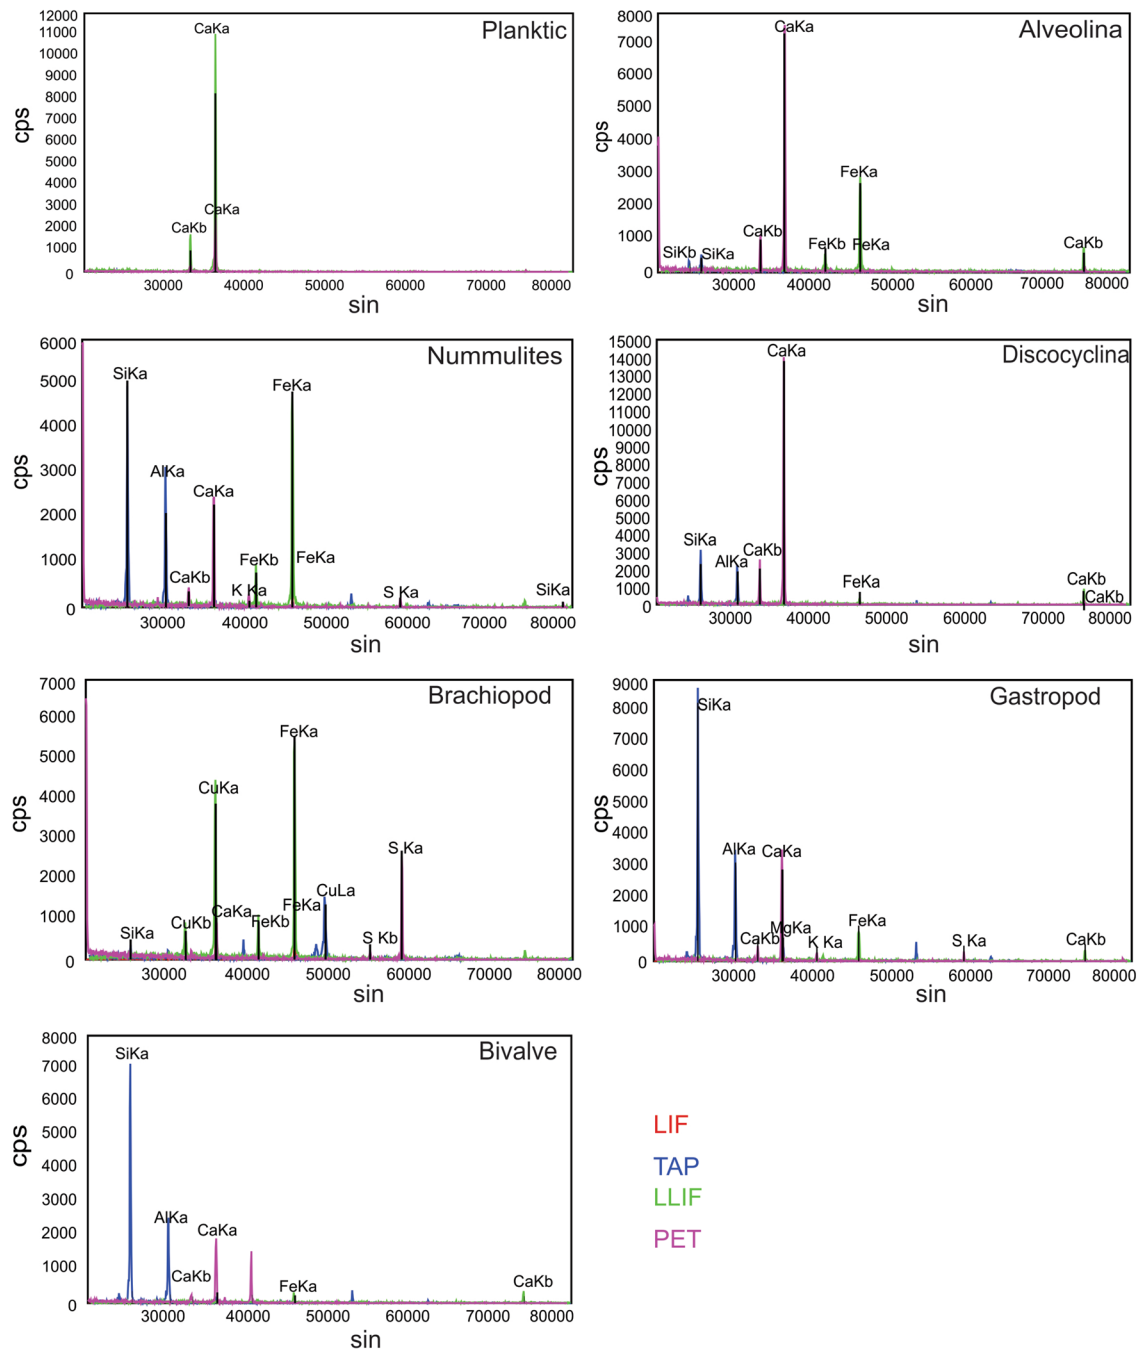 Planktic
cps
12000
11000
10000
9000
8000
7000
6000
5000
4000
3000
2000
1000
0
CaKa
CaKa
CaKb
30000 40000 50000 60000 70000 80000
sin
Alveolina
cps
8000
7000
6000
5000
4000
3000
2000
1000
0
CaKa
FeKa
SiKb SiKa CaKb FeKb FeKa CaKb
30000 40000 50000 60000 70000 80000
sin
Nummulites
cps
6000
5000
4000
3000
2000
1000
0
SiKa
FeKa
AlKa
CaKa
CaKb K Ka FeKb FeKa S Ka SiKa
30000 40000 50000 60000 70000 80000
sin
Discocyclina
cps
15000
14000
13000
12000
11000
10000
9000
8000
7000
6000
5000
4000
3000
2000
1000
0
CaKa
SiKa
AlKa CaKb
FeKa
CaKb
CaKb
30000 40000 50000 60000 70000 80000
sin
Brachiopod
cps
7000
6000
5000
4000
3000
2000
1000
0
FeKa
CuKa
S Ka
CuLa
SiKa CuKb CaKa FeKb FeKa S Kb
30000 40000 50000 60000 70000 80000
sin
Gastropod
cps
9000
8000
7000
6000
5000
4000
3000
2000
1000
0
SiKa
AlKa CaKa
MgKa FeKa
CaKb K Ka S Ka CaKb
30000 40000 50000 60000 70000 80000
sin
Bivalve
cps
8000
7000
6000
5000
4000
3000
2000
1000
0
SiKa
AlKa
CaKa
CaKb FeKa CaKb
30000 40000 50000 60000 70000 80000
sin
LIF
TAP
LLIF
PET